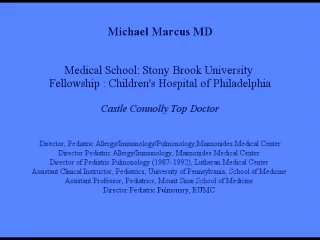 Michael Marcus MD
Medical School: Stony Brook University
Fellowship : Children's Hospital of Philadelphia
Castle Connolly Top Doctor
Director, Pediatric Allergy/Immunology/Pulmonology,Maimonides Medical Center
Director Pediatric Allergy/Immunology, Maimonides Medical Center
Director of Pediatric Pulmonology (1987-1992), Lutheran Medical Center
Assistant Clinical Instructor, Pediatrics, University of Pennsylvania, School of Medicine
Assistant Professor, Pediatrics, Mount Sinai School of Medicine
Director Pediatric Pulmonary, RUMC